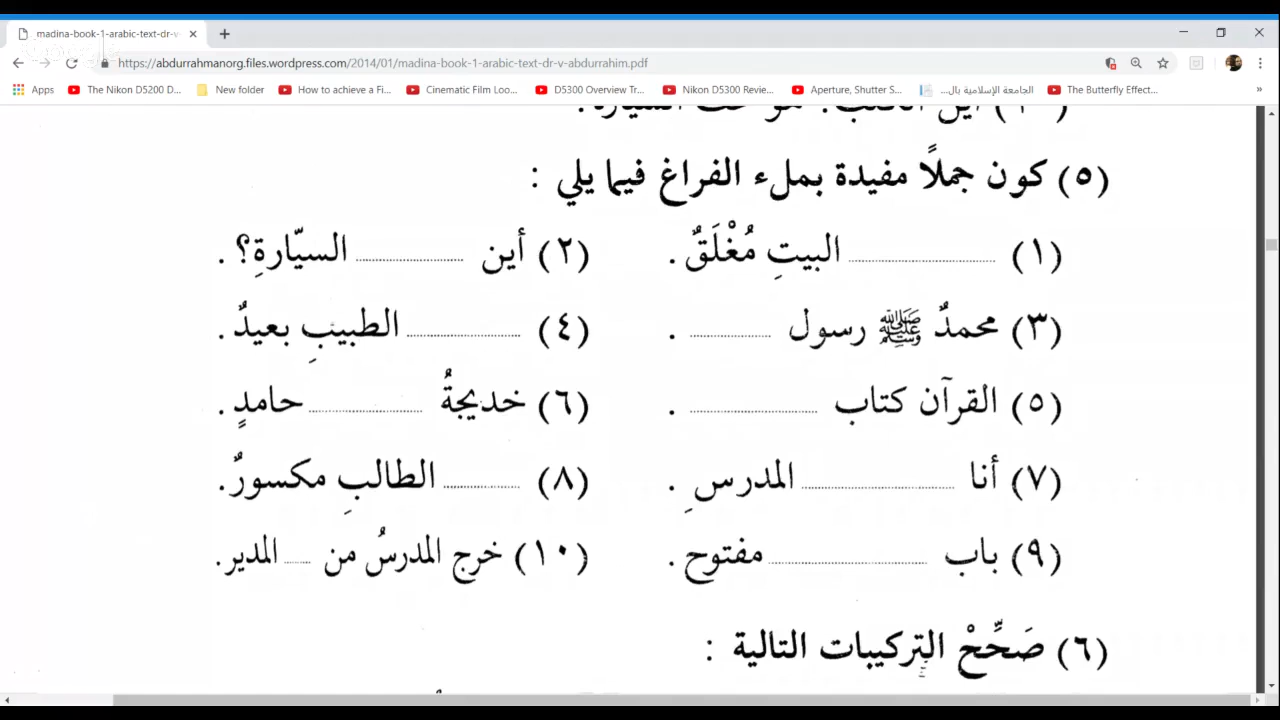 madina-book-1-arabic-text-dr-v-
https://abdurrahmanorg.files.wordpress.com/2014/01/madina-book-1-arabic-text-dr-v-abdurrahim.pdf
Apps The Nikon D5200 D... New folder How to achieve a Fi... Cinematic Film Loo... D5300 Overview Tr... Nikon D5300 Revie... Aperture, Shutter S... الجامعة الإسلامية بال... The Butterfly Effect... »
(٥) كون جملاً مفيدة بملء الفراغ فيما يلي :
(١) ........ البيتِ مُغْلَقٌ . (٢) أين ........ السيّارةِ؟ .
(٣) محمدٌ ﷺ رسول ........ . (٤) ........ الطبيبِ بعيدٌ .
(٥) القرآن كتاب ........ . (٦) خديجةُ ........ حامدٍ .
(٧) أنا ........ المدرسِ . (٨) ........ الطالبِ مكسورٌ .
(٩) باب ........ مفتوح . (١٠) خرج المدرسُ من ..... المدير .
(٦) صَحِّحْ التركيبات التالية :